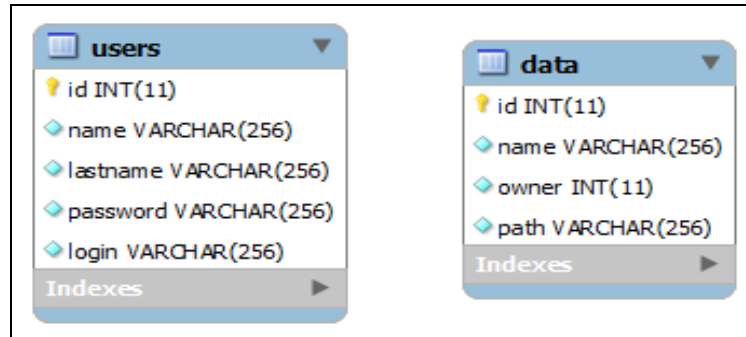 users
id INT(11)
name VARCHAR(256)
lastname VARCHAR(256)
password VARCHAR(256)
login VARCHAR(256)
Indexes
data
id INT(11)
name VARCHAR(256)
owner INT(11)
path VARCHAR(256)
Indexes